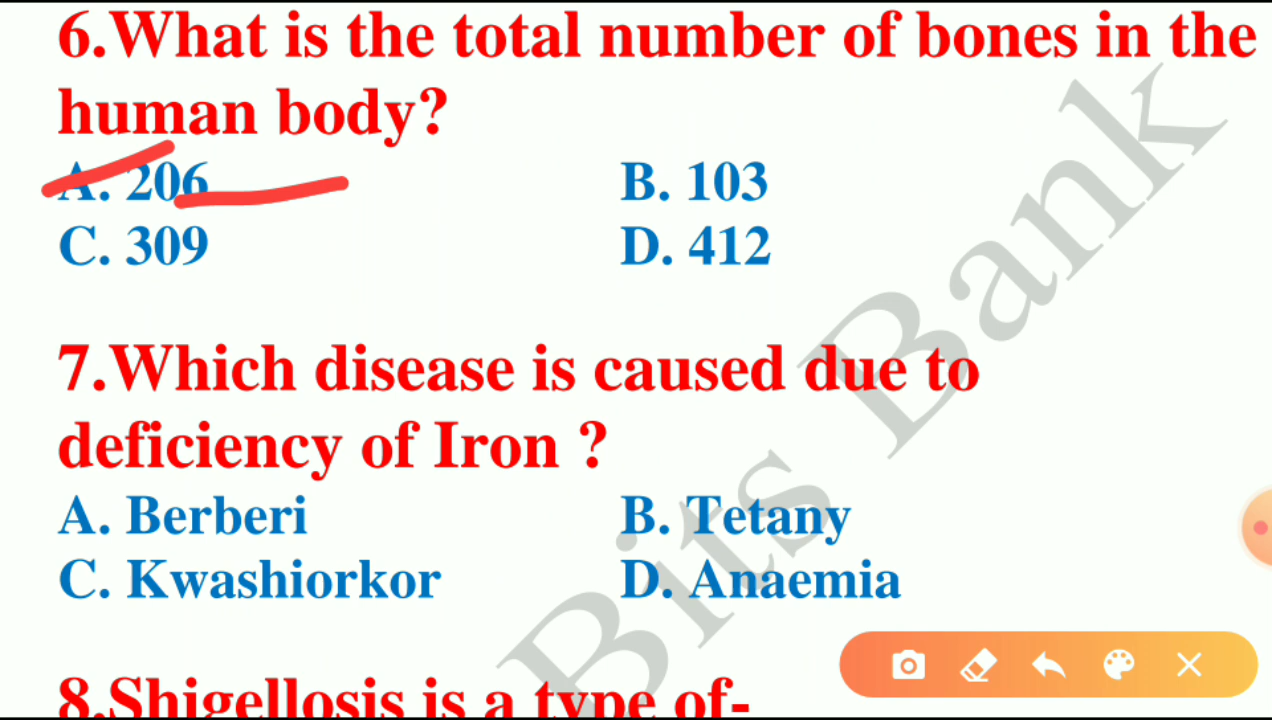 6.What is the total number of bones in the
human body?
A. 206 B. 103
C. 309 D. 412
7.Which disease is caused due to
deficiency of Iron ?
A. Berberi B. Tetany
C. Kwashiorkor D. Anaemia
8.Shigellosis is a type of-
Bits Bank